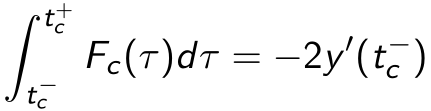 ∫_{t_c^-}^{t_c^+} F_c(τ)dτ = −2y′(t_c^-)